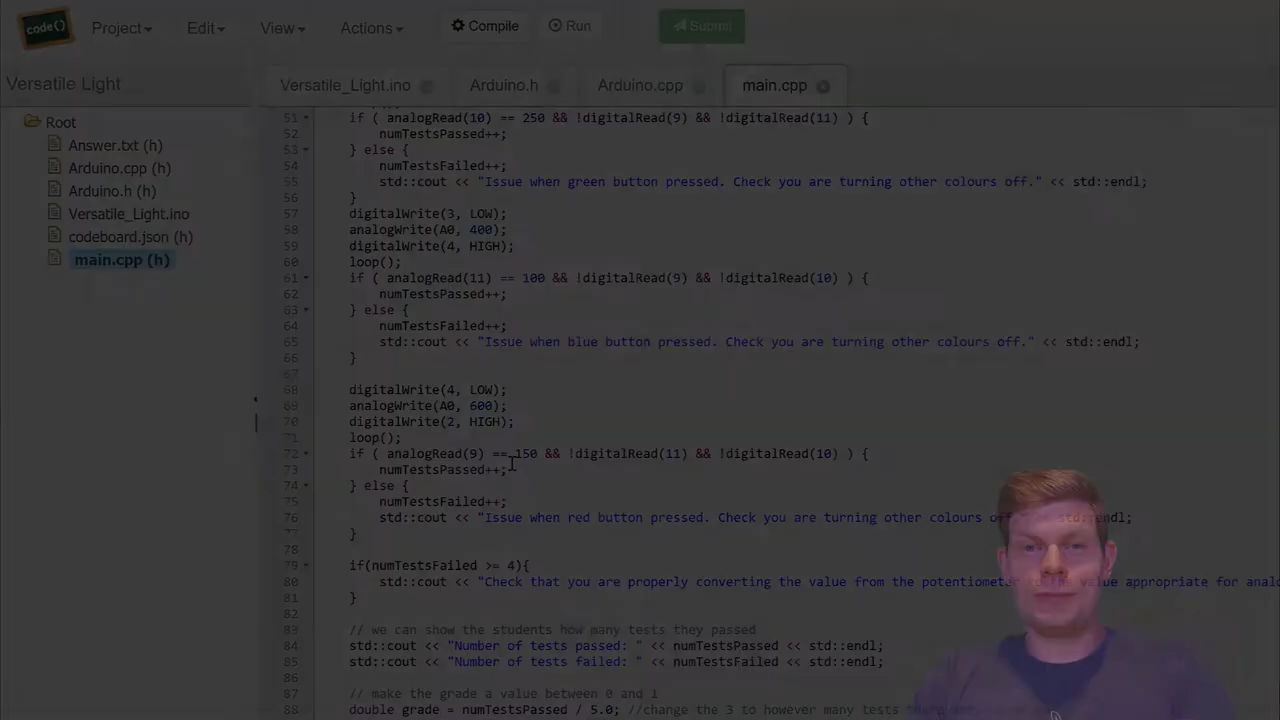 code()
Project
Edit
View
Actions
Compile
Run
Submit
Versatile Light
Versatile_Light.ino
Arduino.h
Arduino.cpp
main.cpp
Root
Answer.txt (h)
Arduino.cpp (h)
Arduino.h (h)
Versatile_Light.ino
codeboard.json (h)
main.cpp (h)
51 if ( analogRead(10) == 250 && !digitalRead(9) && !digitalRead(11) ) {
52 numTestsPassed++;
53 } else {
54 numTestsFailed++;
55 std::cout << "Issue when green button pressed. Check you are turning other colours off." << std::endl;
56 }
57 digitalWrite(3, LOW);
58 analogWrite(A0, 400);
59 digitalWrite(4, HIGH);
60 loop();
61 if ( analogRead(11) == 100 && !digitalRead(9) && !digitalRead(10) ) {
62 numTestsPassed++;
63 } else {
64 numTestsFailed++;
65 std::cout << "Issue when blue button pressed. Check you are turning other colours off." << std::endl;
66 }
67
68 digitalWrite(4, LOW);
69 analogWrite(A0, 600);
70 digitalWrite(2, HIGH);
71 loop();
72 if ( analogRead(9) == 150 && !digitalRead(11) && !digitalRead(10) ) {
73 numTestsPassed++;
74 } else {
75 numTestsFailed++;
76 std::cout << "Issue when red button pressed. Check you are turning other colours std::endl;
77 }
78
79 if(numTestsFailed >= 4){
80 std::cout << "Check that you are properly converting the value from the potentiometer to the value appropriate for
81 }
82
83 // we can show the students how many tests they passed
84 std::cout << "Number of tests passed: " << numTestsPassed << std::endl;
85 std::cout << "Number of tests failed: " << numTestsFailed << std::endl;
86
87 // make the grade a value between 0 and 1
88 double grade = numTestsPassed / 5.0; //change the 3 to however many tests